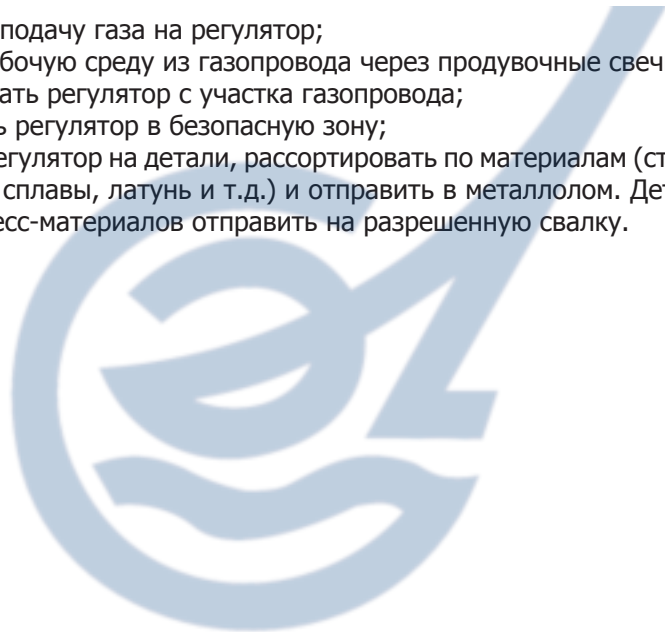 подачу газа на регулятор;
бочую среду из газопровода через продувочные свеч
ать регулятор с участка газопровода;
ь регулятор в безопасную зону;
егулятор на детали, рассортировать по материалам (ст
сплавы, латунь и т.д.) и отправить в металлолом. Дет
есс-материалов отправить на разрешенную свалку.